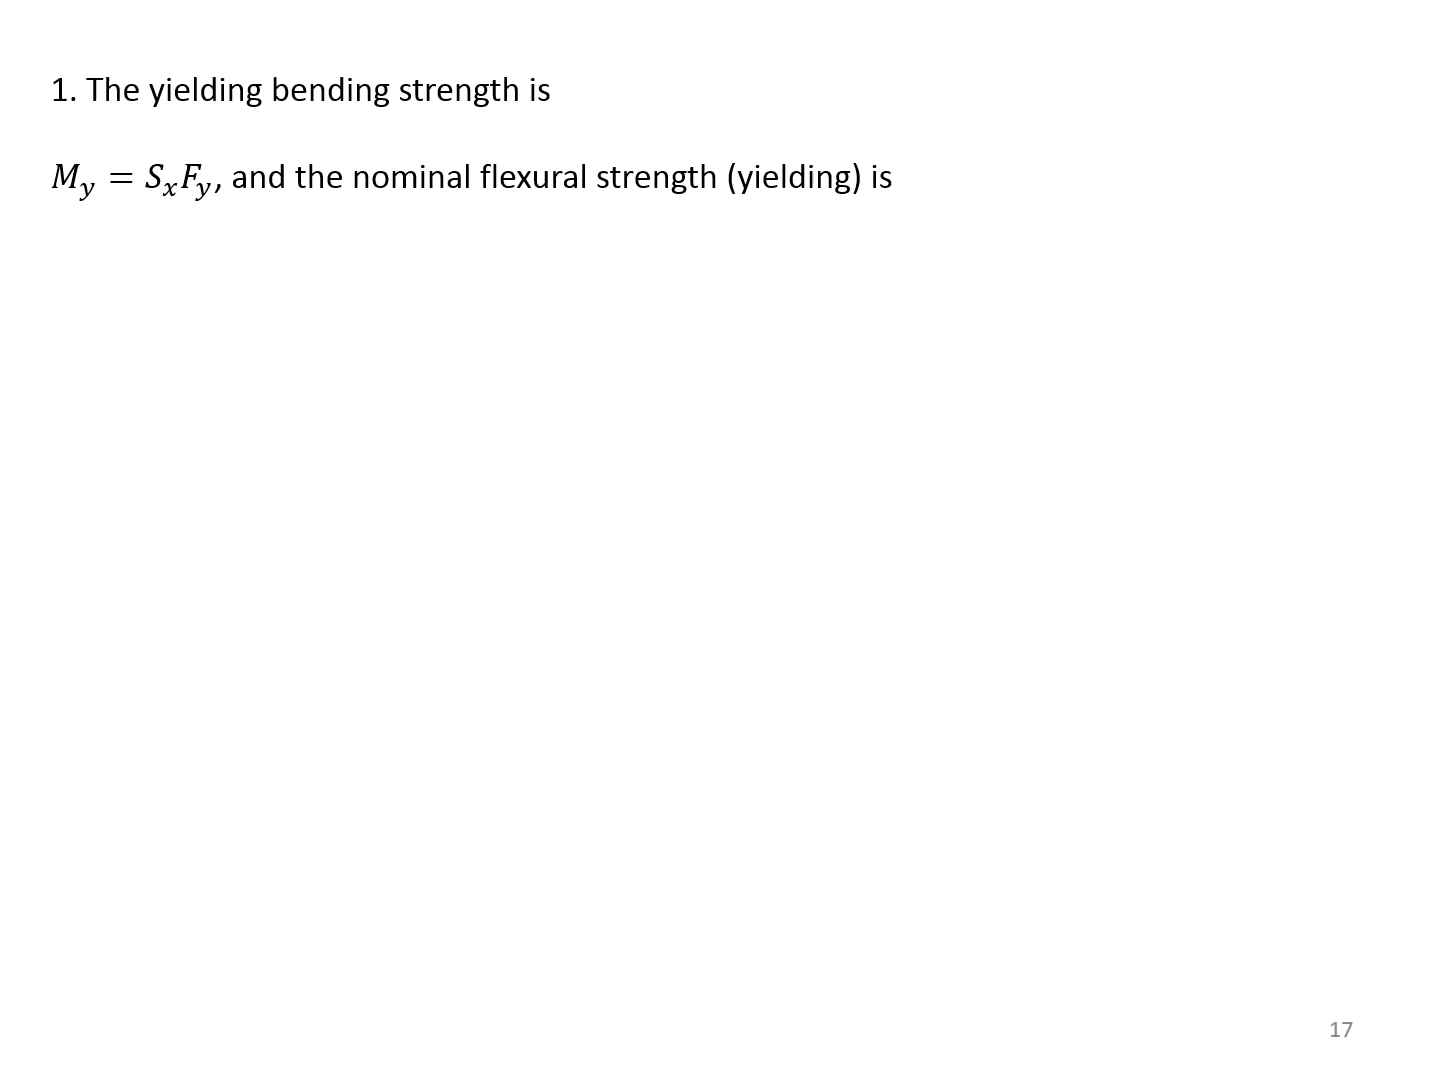 1. The yielding bending strength is
𝑀𝑦 = 𝑆𝑥𝐹𝑦, and the nominal flexural strength (yielding) is
17